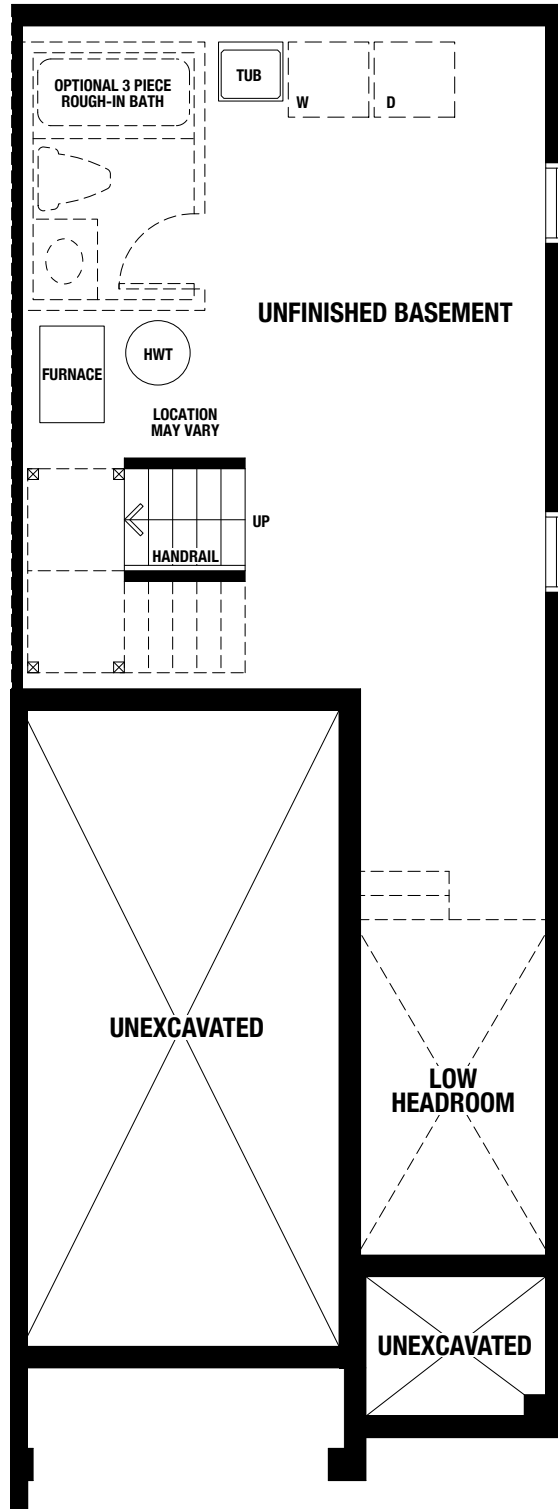 OPTIONAL 3 PIECE
ROUGH-IN BATH
TUB
W
D
UNFINISHED BASEMENT
FURNACE
HWT
LOCATION
MAY VARY
UP
HANDRAIL
UNEXCAVATED
LOW
HEADROOM
UNEXCAVATED